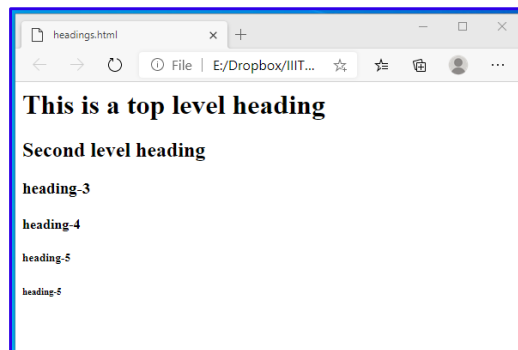 headings.html
File | E:/Dropbox/IIIT...
This is a top level heading
Second level heading
heading-3
heading-4
heading-5
heading-5